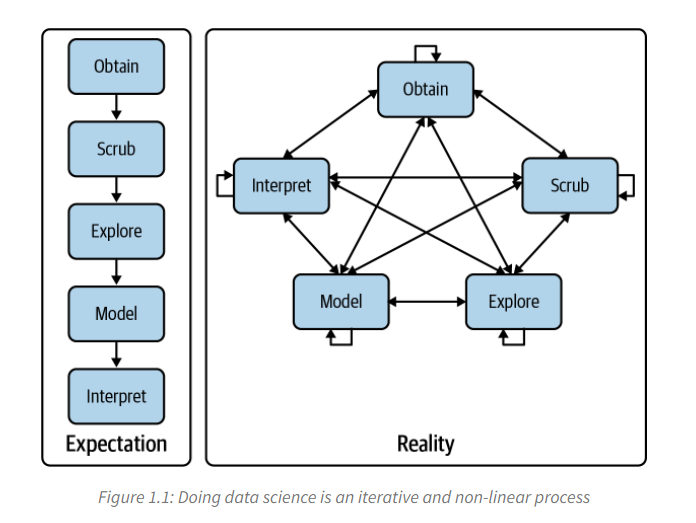 Obtain
Scrub
Explore
Model
Interpret
Expectation
Obtain
Interpret
Scrub
Model
Explore
Reality
Figure 1.1: Doing data science is an iterative and non-linear process